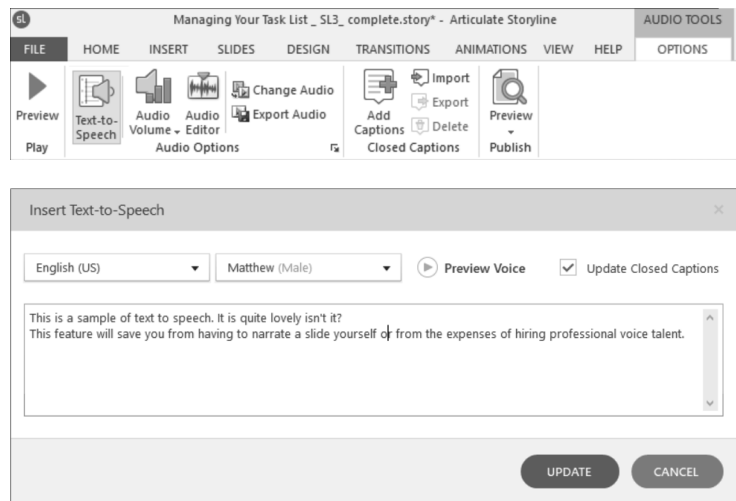 sl
Managing Your Task List _ SL3_ complete.story* - Articulate Storyline
AUDIO TOOLS
FILE HOME INSERT SLIDES DESIGN TRANSITIONS ANIMATIONS VIEW HELP OPTIONS
Preview
Play
Text-to-
Speech
Audio
Volume
Audio
Editor
Change Audio
Export Audio
Audio Options
Add
Captions
Import
Export
Delete
Closed Captions
Preview
Publish
Insert Text-to-Speech
English (US)
Matthew (Male)
Preview Voice
Update Closed Captions
This is a sample of text to speech. It is quite lovely isn't it?
This feature will save you from having to narrate a slide yourself or from the expenses of hiring professional voice talent.
UPDATE
CANCEL